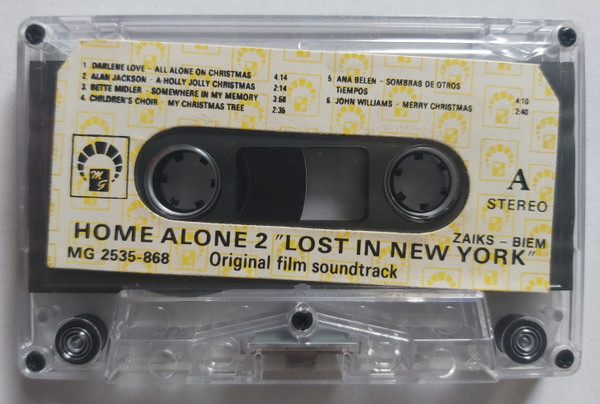 1 DARLENE LOVE - ALL ALONE ON CHRISTMAS 4:14
2 ALAN JACKSON - A HOLLY JOLLY CHRISTMAS 2:14
3 BETTE MIDLER - SOMEWHERE IN MY MEMORY 3:58
4 CHILDREN'S CHOIR - MY CHRISTMAS TREE 2:35
5 ANA BELEN - SOMBRAS DE OTROS
TIEMPOS 4:10
6 JOHN WILLIAMS - MERRY CHRISTMAS 2:40
MG
A
STEREO
ZAIKS - BIEM
HOME ALONE 2 "LOST IN NEW YORK"
MG 2535-868 Original film soundtrack